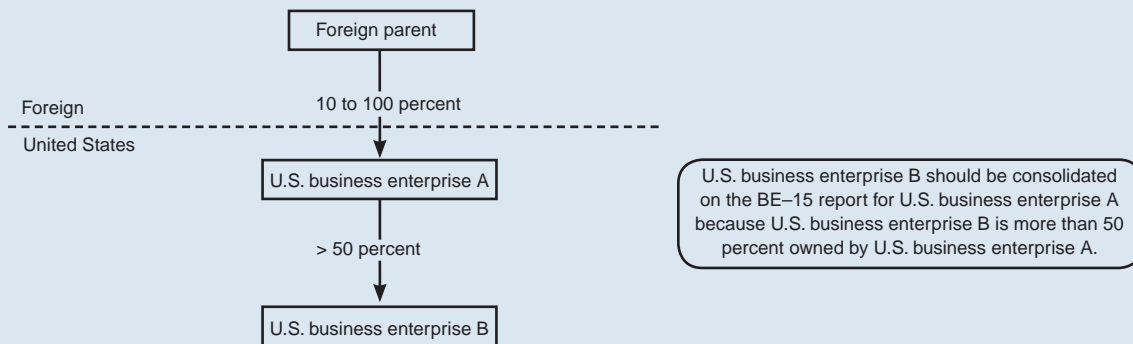 Foreign parent
10 to 100 percent
Foreign
United States
U.S. business enterprise A
> 50 percent
U.S. business enterprise B
U.S. business enterprise B should be consolidated
on the BE–15 report for U.S. business enterprise A
because U.S. business enterprise B is more than 50
percent owned by U.S. business enterprise A.